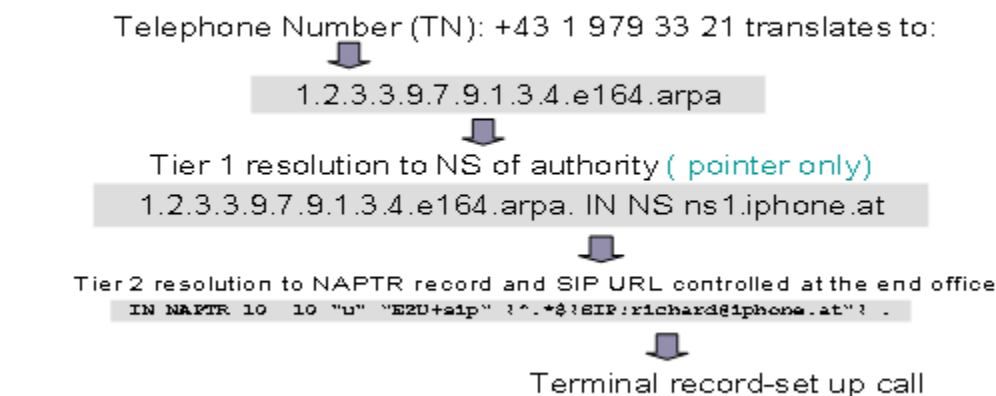 Telephone Number (TN): +43 1 979 33 21 translates to:
1.2.3.3.9.7.9.1.3.4.e164.arpa
Tier 1 resolution to NS of authority ( pointer only)
1.2.3.3.9.7.9.1.3.4.e164.arpa. IN NS ns1.iphone.at
Tier 2 resolution to NAPTR record and SIP URL controlled at the end office
IN NAPTR 10 10 "u" "E2U+sip" !^.*$!SIP:richard@iphone.at"! .
Terminal record-set up call